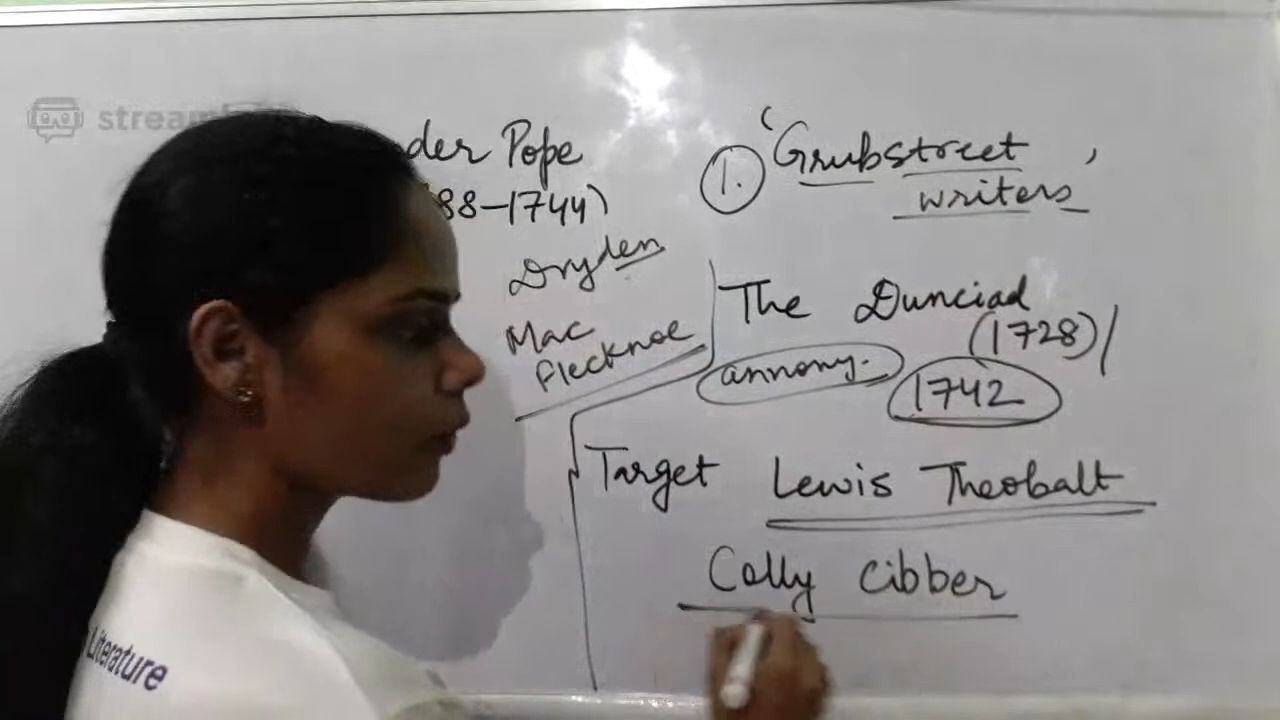 der Pope
88-1744)
Dryden
Mac
Flecknoe
1. 'Grubstreet '
writers
The Dunciad
(1728)/
annony.
1742
Target Lewis Theobalt
Colly Cibber
Literature
stream